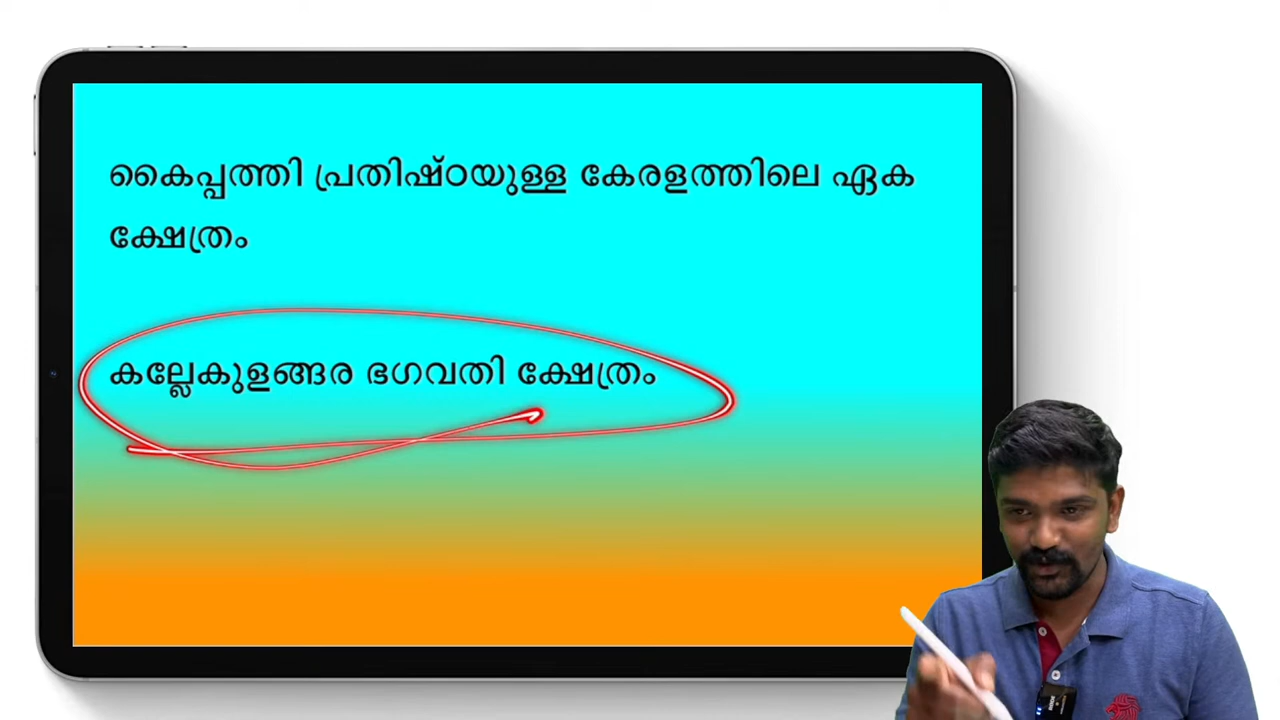 കൈപ്പത്തി പ്രതിഷ്ഠയുള്ള കേരളത്തിലെ ഏക
ക്ഷേത്രം
കല്ലേകുളങ്ങര ഭഗവതി ക്ഷേത്രം